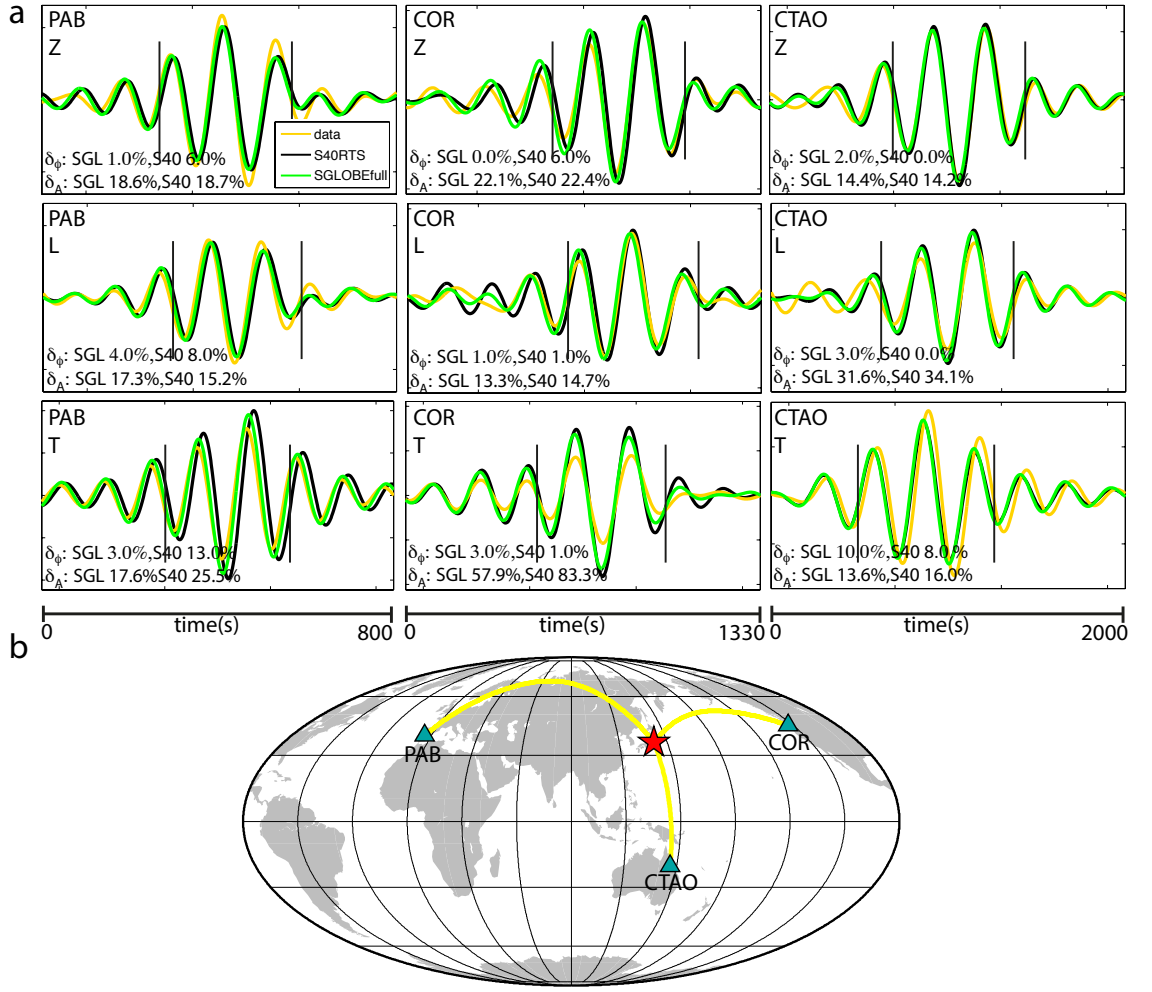 a
PAB
Z
data
S40RTS
SGLOBEfull
δϕ: SGL 1.0%,S40 6.0%
δA: SGL 18.6%,S40 18.7%
COR
Z
δϕ: SGL 0.0%,S40 6.0%
δA: SGL 22.1%,S40 22.4%
CTAO
Z
δϕ: SGL 2.0%,S40 0.0%
δA: SGL 14.4%,S40 14.2%
PAB
L
δϕ: SGL 4.0%,S40 8.0%
δA: SGL 17.3%,S40 15.2%
COR
L
δϕ: SGL 1.0%,S40 1.0%
δA: SGL 13.3%,S40 14.7%
CTAO
L
δϕ: SGL 3.0%,S40 0.0%
δA: SGL 31.6%,S40 34.1%
PAB
T
δϕ: SGL 3.0%,S40 13.0%
δA: SGL 17.6%S40 25.5%
COR
T
δϕ: SGL 3.0%,S40 1.0%
δA: SGL 57.9%,S40 83.3%
CTAO
T
δϕ: SGL 10.0%,S40 8.0%
δA: SGL 13.6%,S40 16.0%
0 time(s) 800
0 time(s) 1330
0 time(s) 2000
b
PAB
COR
CTAO